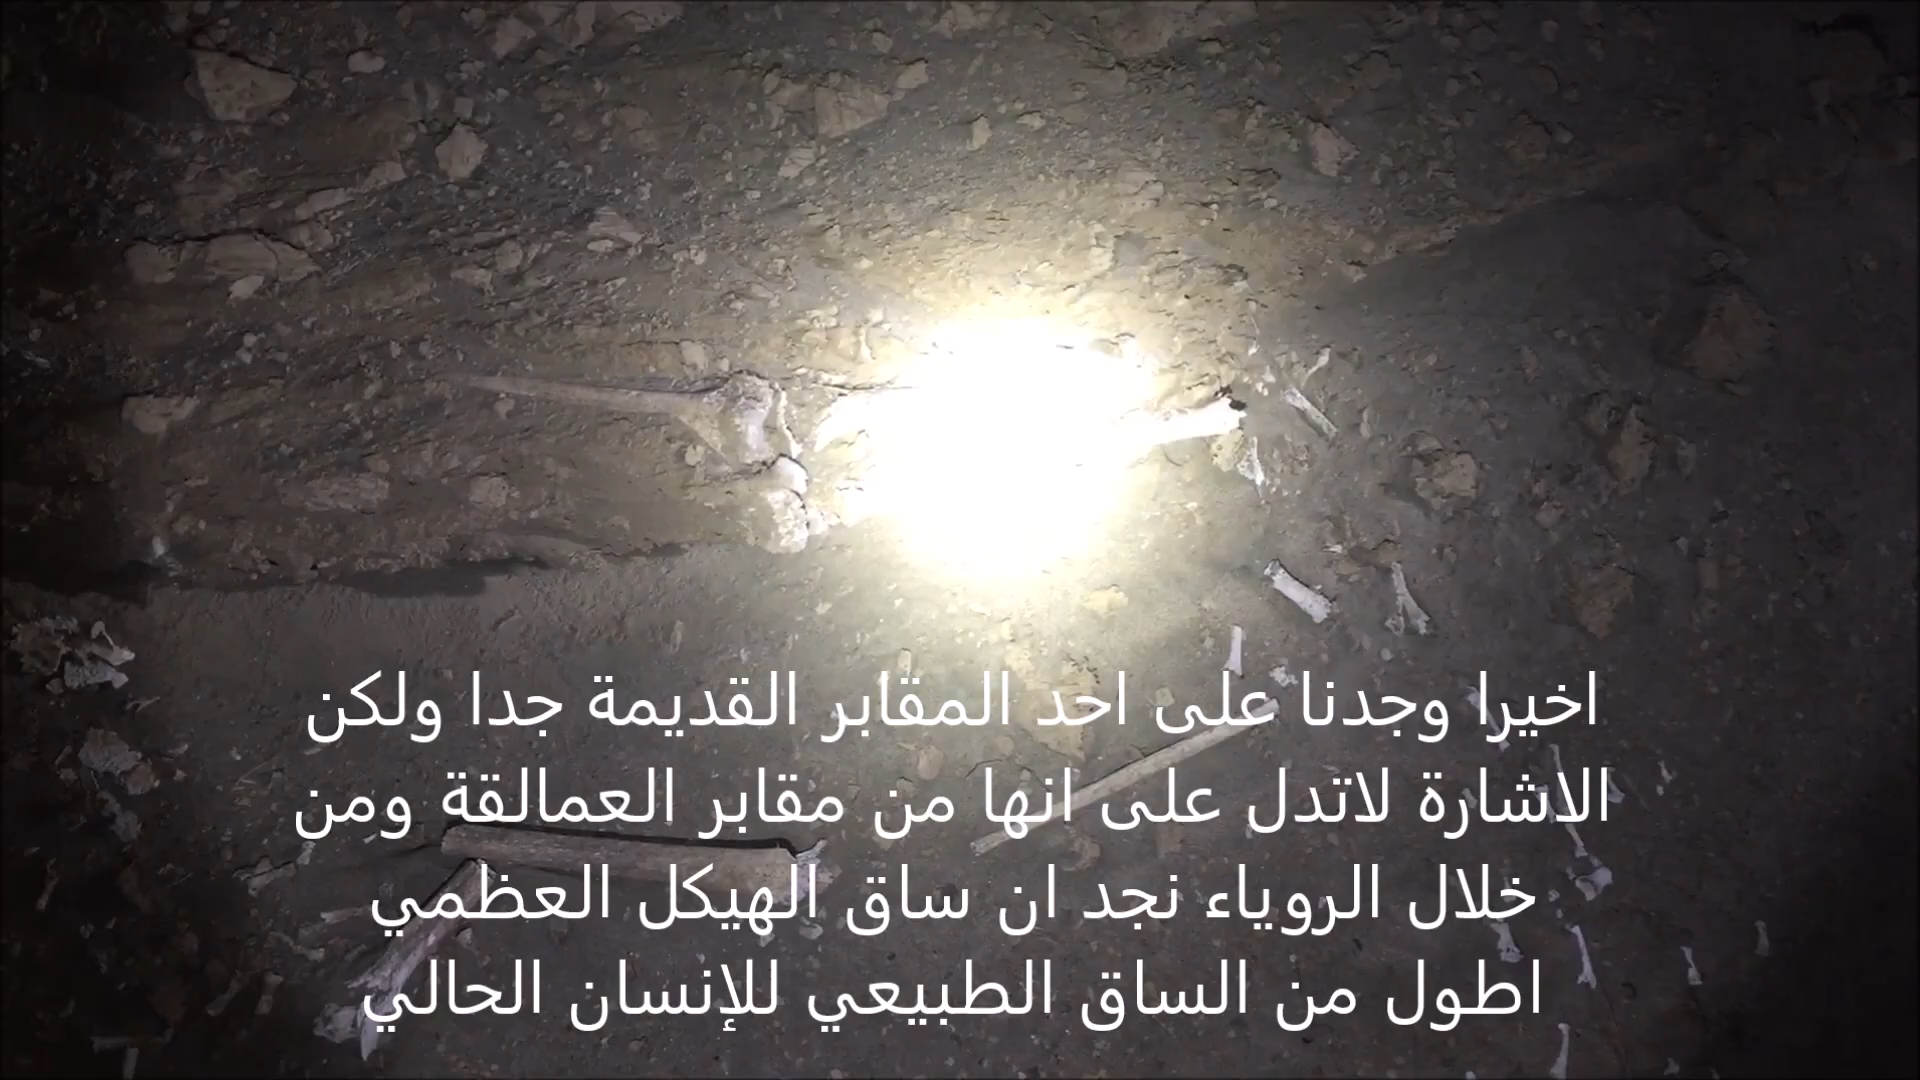 اخيرا وجدنا على احد المقابر القديمة جدا ولكن
الاشارة لاتدل على انها من مقابر العمالقة ومن
خلال الروياء نجد ان ساق الهيكل العظمي
اطول من الساق الطبيعي للإنسان الحالي